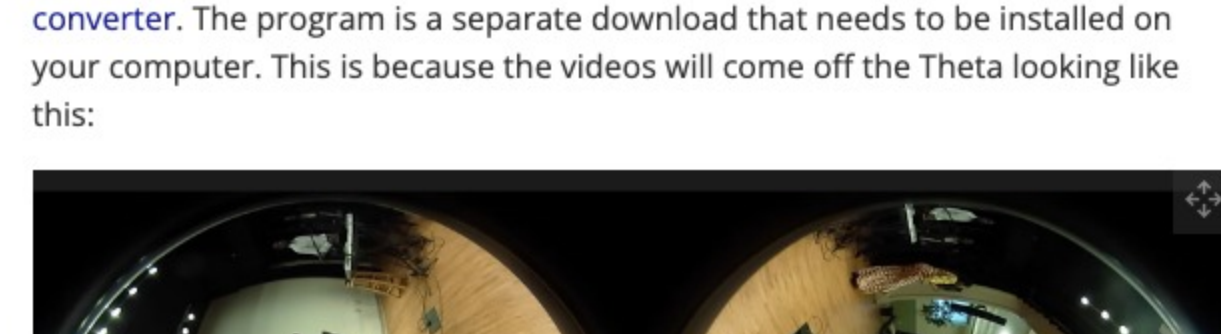 converter. The program is a separate download that needs to be installed on
your computer. This is because the videos will come off the Theta looking like
this: